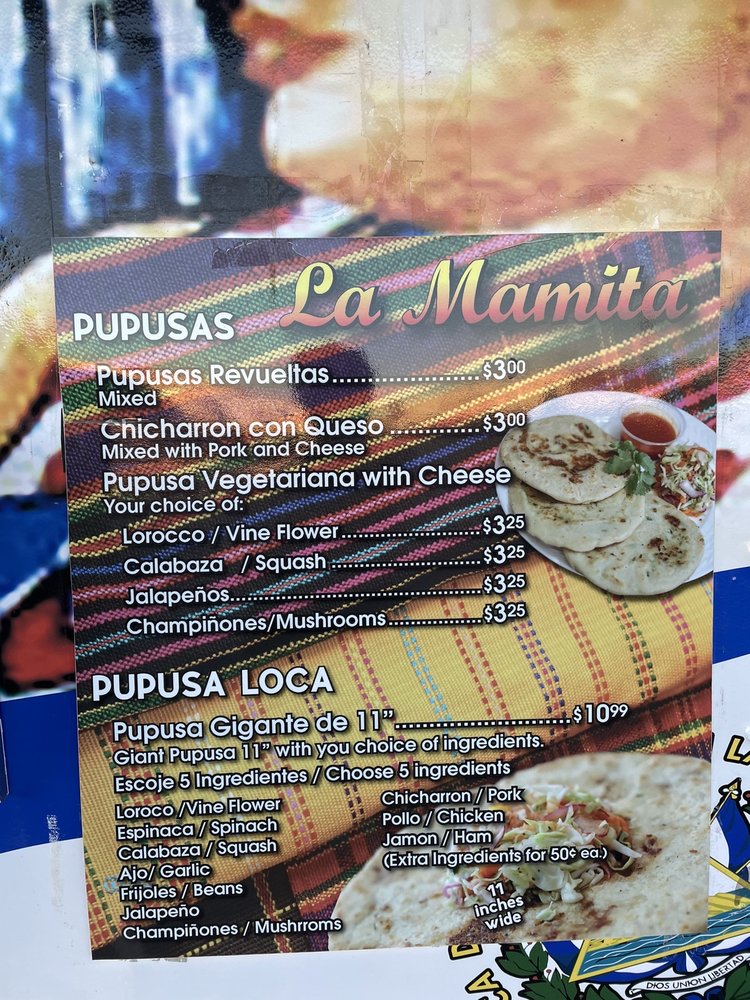 La Mamita
PUPUSAS
Pupusas Revueltas....................$3.00
Mixed
Chicharron con Queso .............$3.00
Mixed with Pork and Cheese
Pupusa Vegetariana with Cheese
Your choice of:
Lorocco / Vine Flower....................$3.25
Calabaza / Squash......................$3.25
Jalapeños....................................$3.25
Champiñones/Mushrooms.............$3.25
PUPUSA LOCA
Pupusa Gigante de 11”........................$10.99
Giant Pupusa 11” with you choice of ingredients.
Escoje 5 Ingredientes / Choose 5 ingredients
Loroco /Vine Flower
Espinaca / Spinach
Calabaza / Squash
Ajo/ Garlic
Frijoles / Beans
Jalapeño
Champiñones / Mushrroms
Chicharron / Pork
Pollo / Chicken
Jamon / Ham
(Extra Ingredients for 50¢ ea.)
11
inches
wide
DIOS UNION LIBERTAD